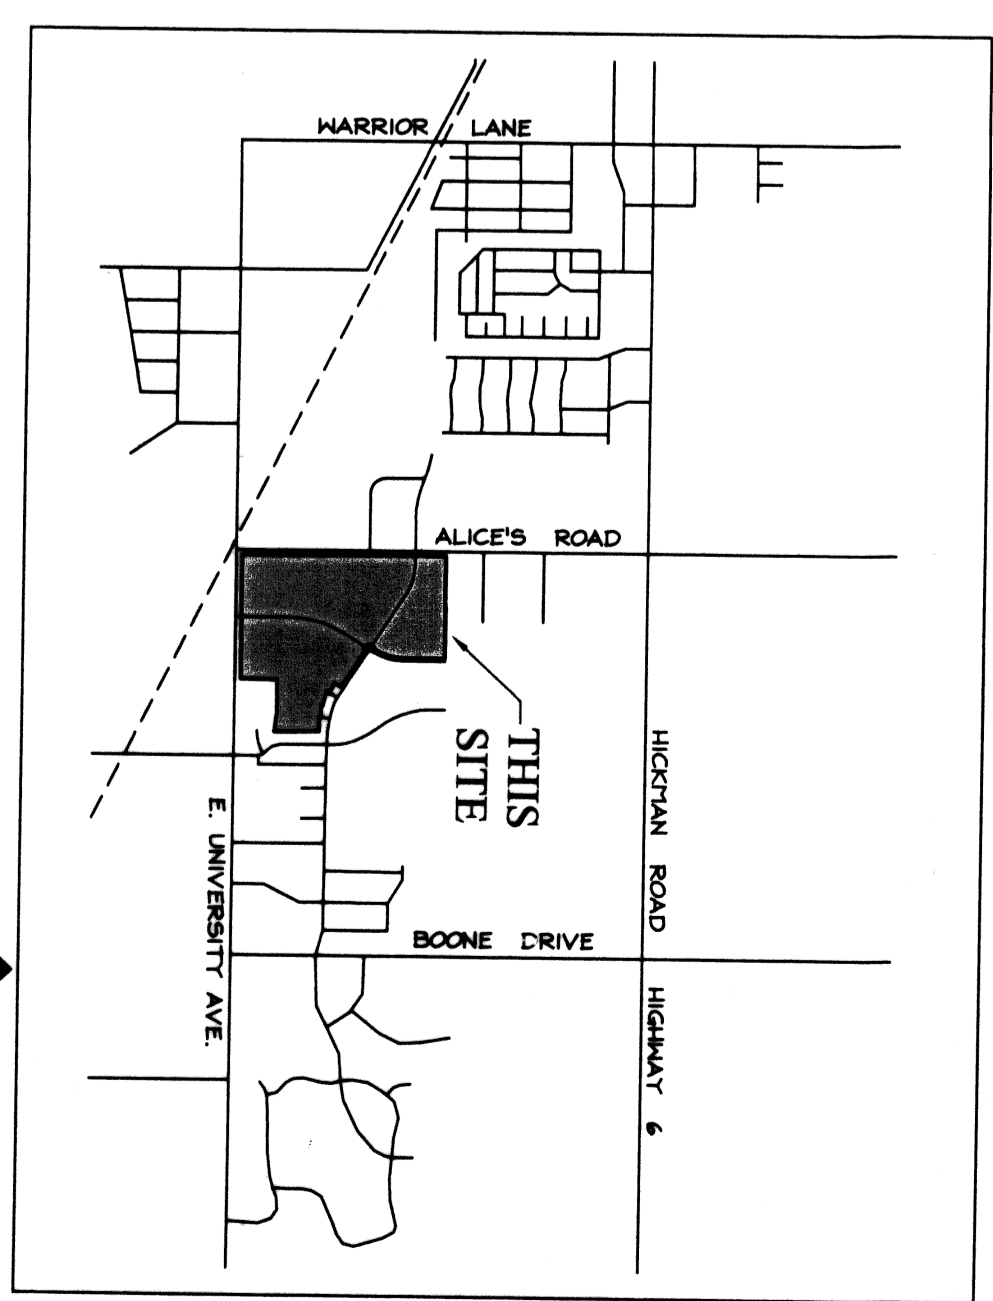 WARRIOR LANE
ALICE'S ROAD
THIS
SITE
HICKMAN ROAD HIGHWAY 6
E. UNIVERSITY AVE.
BOONE DRIVE